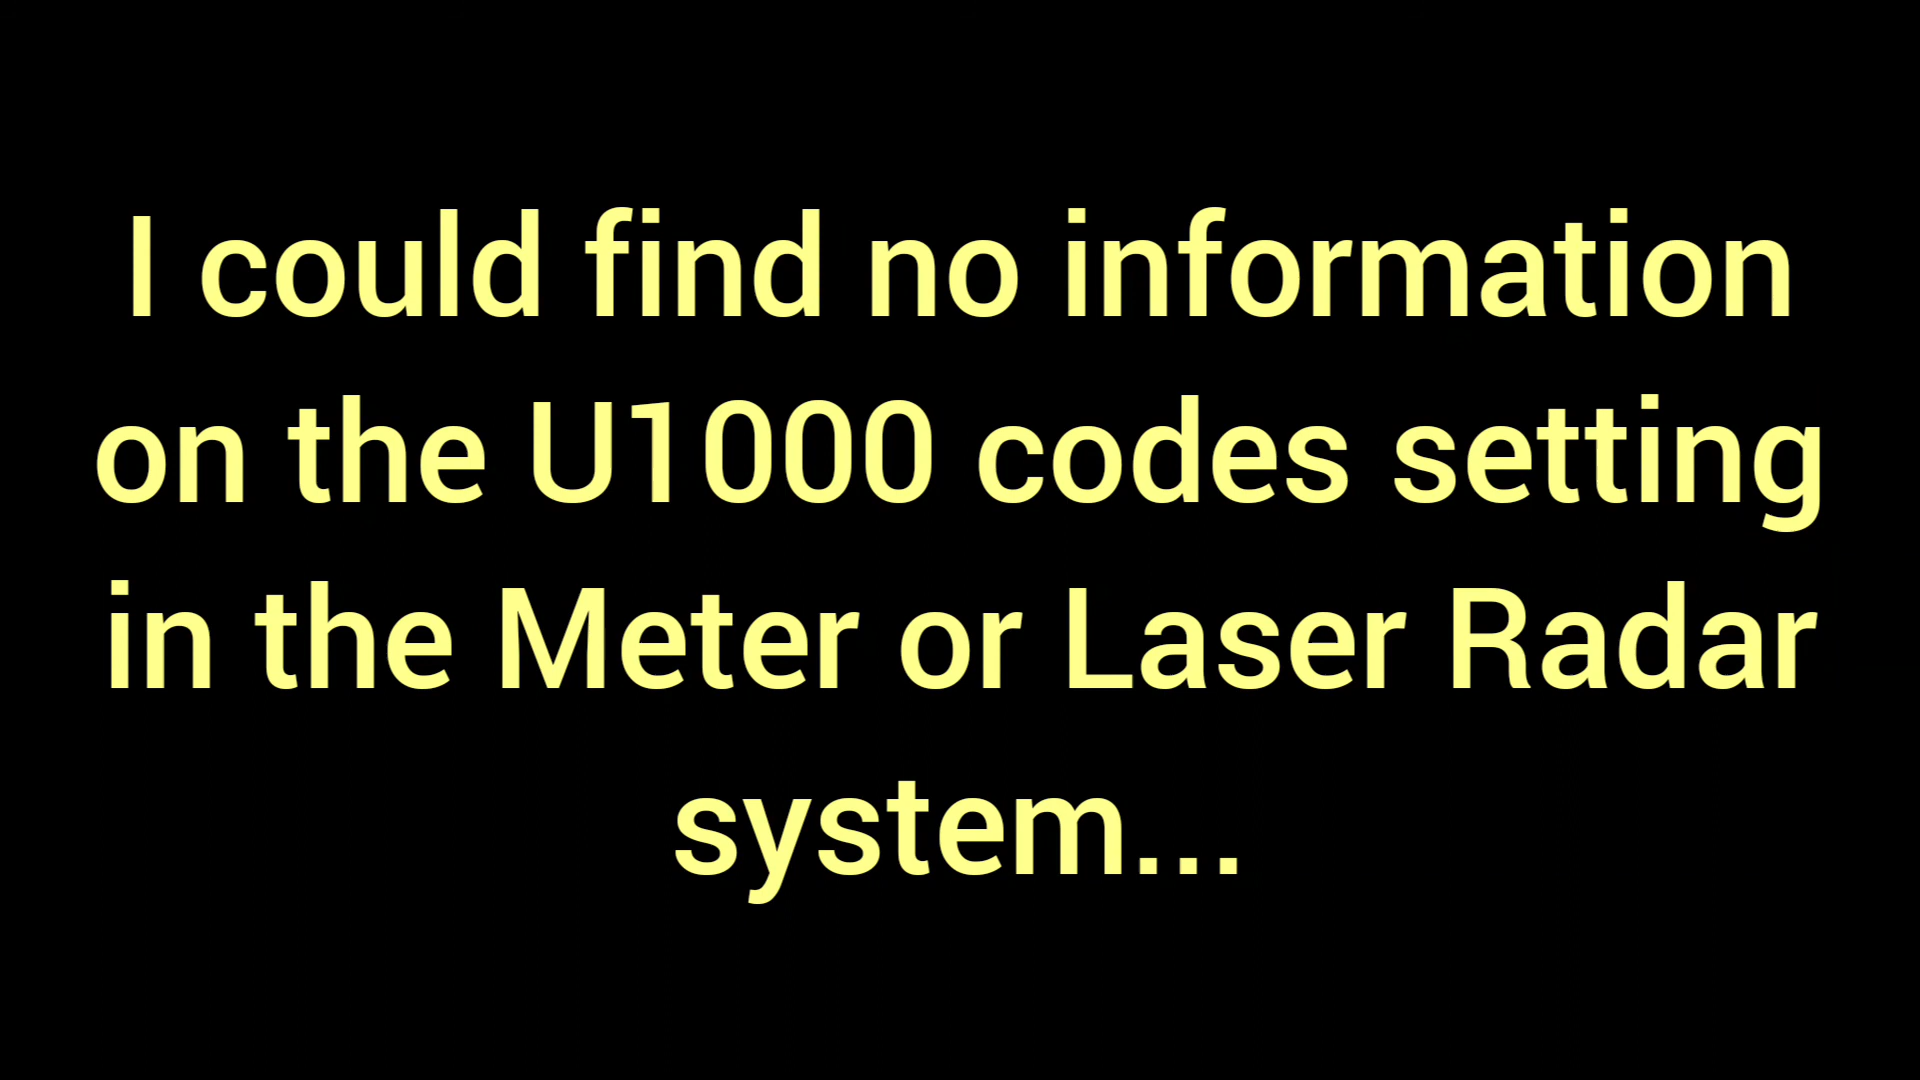 I could find no information
on the U1000 codes setting
in the Meter or Laser Radar
system...